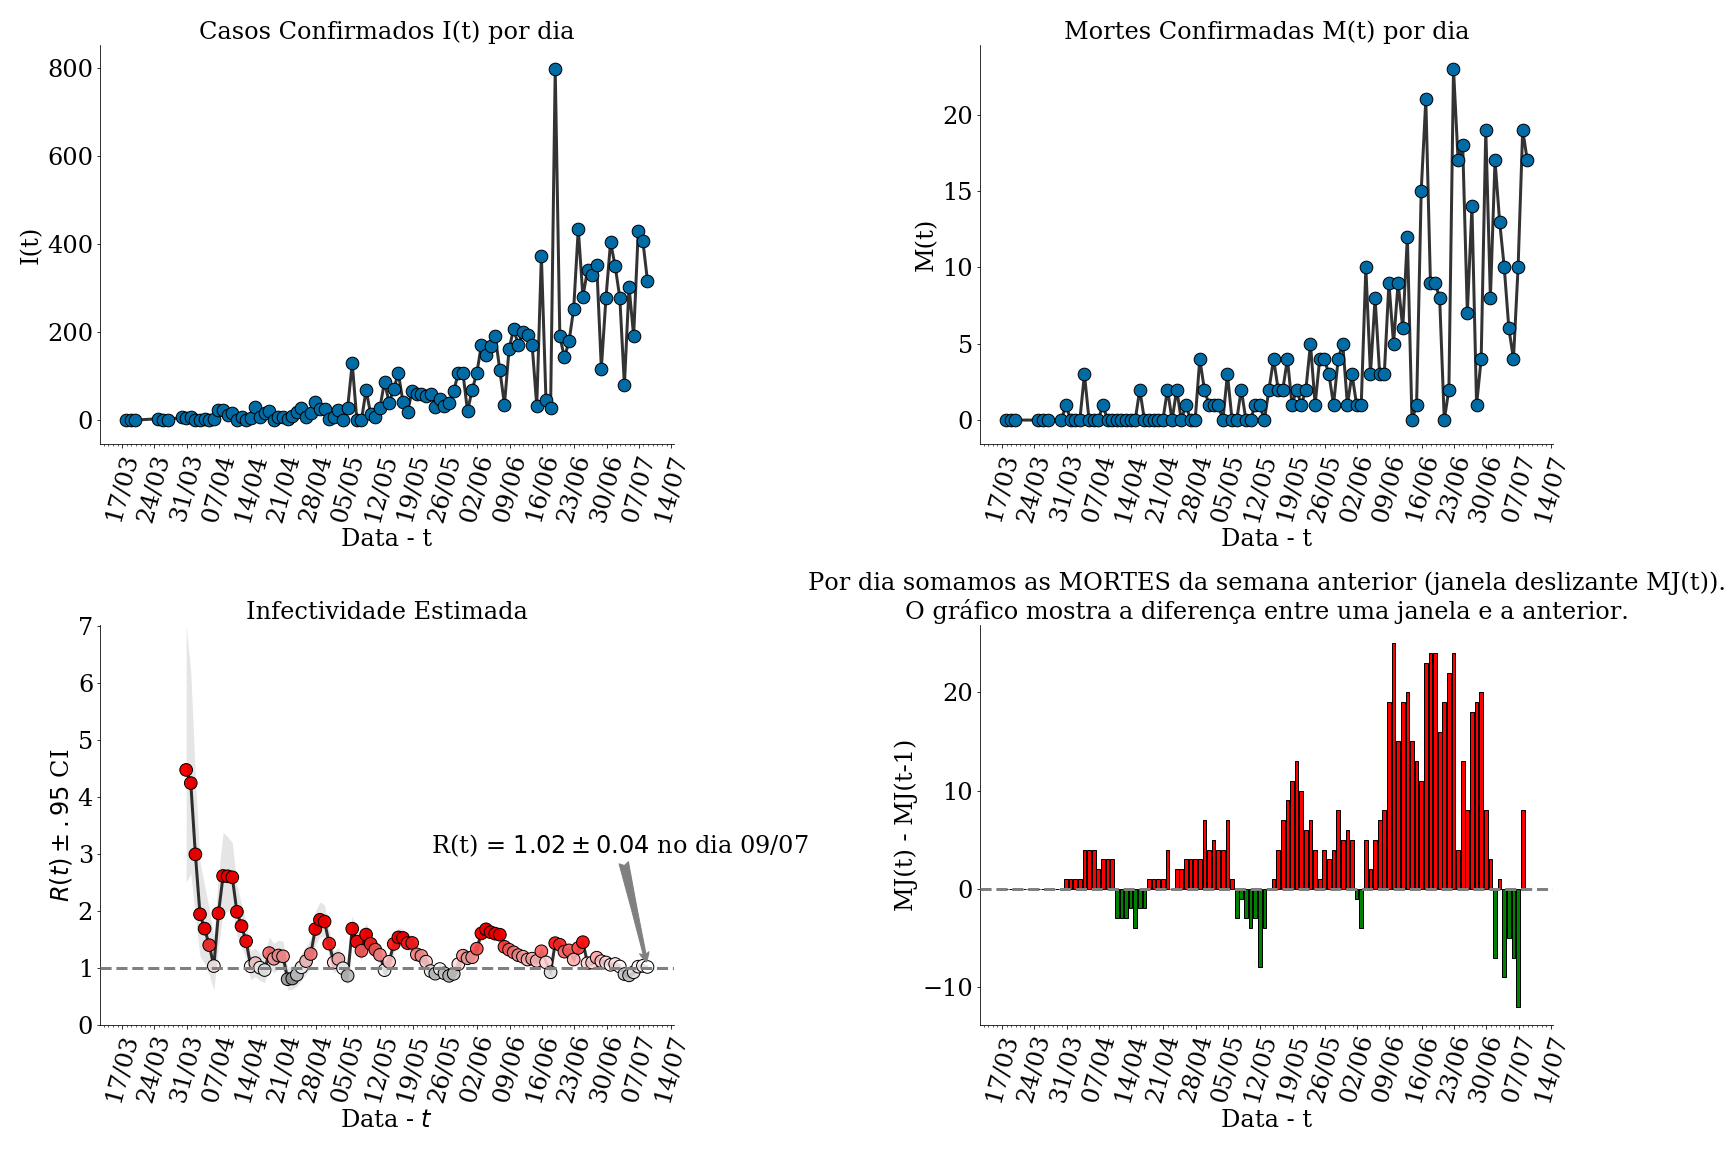 Casos Confirmados I(t) por dia
800
600
400
200
0
I(t)
17/03 24/03 31/03 07/04 14/04 21/04 28/04 05/05 12/05 19/05 26/05 02/06 09/06 16/06 23/06 30/06 07/07 14/07
Data - t
Mortes Confirmadas M(t) por dia
20
15
10
5
0
M(t)
17/03 24/03 31/03 07/04 14/04 21/04 28/04 05/05 12/05 19/05 26/05 02/06 09/06 16/06 23/06 30/06 07/07 14/07
Data - t
Infectividade Estimada
7
6
5
4
3
2
1
0
R(t) ± .95 CI
R(t) = 1.02 ± 0.04 no dia 09/07
17/03 24/03 31/03 07/04 14/04 21/04 28/04 05/05 12/05 19/05 26/05 02/06 09/06 16/06 23/06 30/06 07/07 14/07
Data - t
Por dia somamos as MORTES da semana anterior (janela deslizante MJ(t)).
O gráfico mostra a diferença entre uma janela e a anterior.
20
10
0
−10
MJ(t) - MJ(t-1)
17/03 24/03 31/03 07/04 14/04 21/04 28/04 05/05 12/05 19/05 26/05 02/06 09/06 16/06 23/06 30/06 07/07 14/07
Data - t